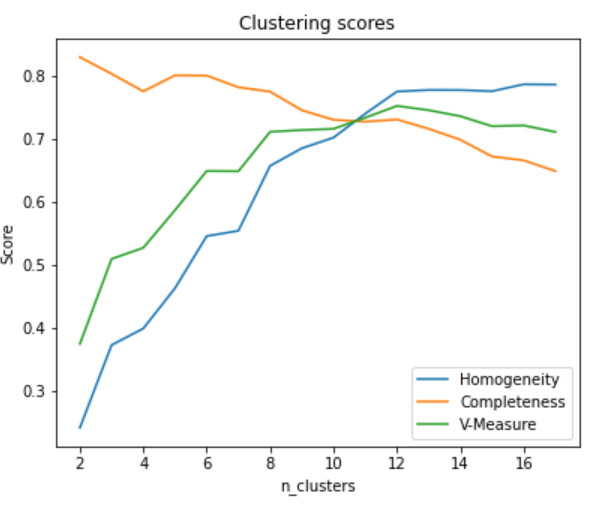 Clustering scores
0.8
0.7
0.6
0.5
0.4
0.3
Score
2 4 6 8 10 12 14 16
n_clusters
Homogeneity
Completeness
V-Measure